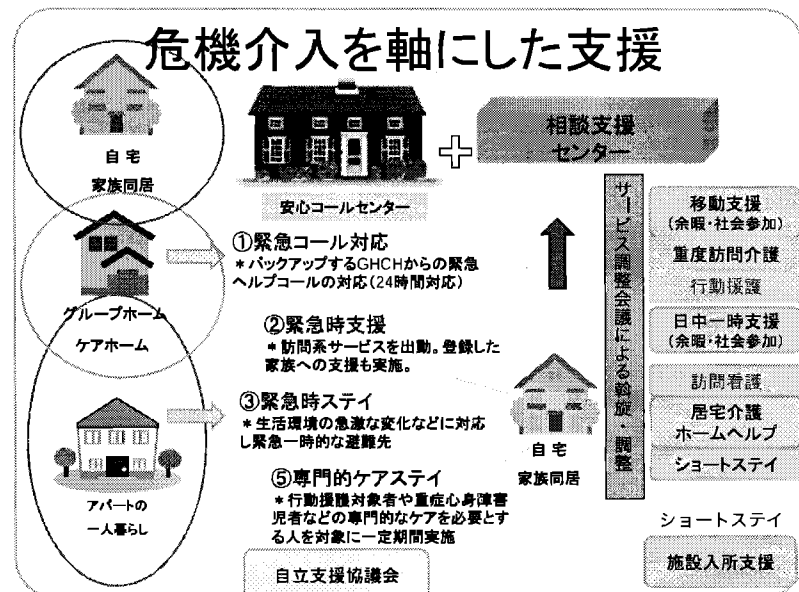 危機介入を軸にした支援
自宅
家族同居
グループホーム
ケアホーム
アパートの
一人暮らし
安心コールセンター
相談支援
センター
①緊急コール対応
*バックアップするGHCHからの緊急
ヘルプコールの対応(24時間対応)
②緊急時支援
*訪問系サービスを出動。登録した
家族への支援も実施。
③緊急時ステイ
*生活環境の急激な変化などに対応
し緊急一時的な避難先
⑤専門的ケアステイ
*行動援護対象者や重症心身障害
児者などの専門的なケアを必要とす
る人を対象に一定期間実施
自立支援協議会
自宅
家族同居
サービス調整会議による斡旋・調整
移動支援
(余暇・社会参加)
重度訪問介護
行動援護
日中一時支援
(余暇・社会参加)
訪問看護
居宅介護
ホームヘルプ
ショートステイ
ショートステイ
施設入所支援